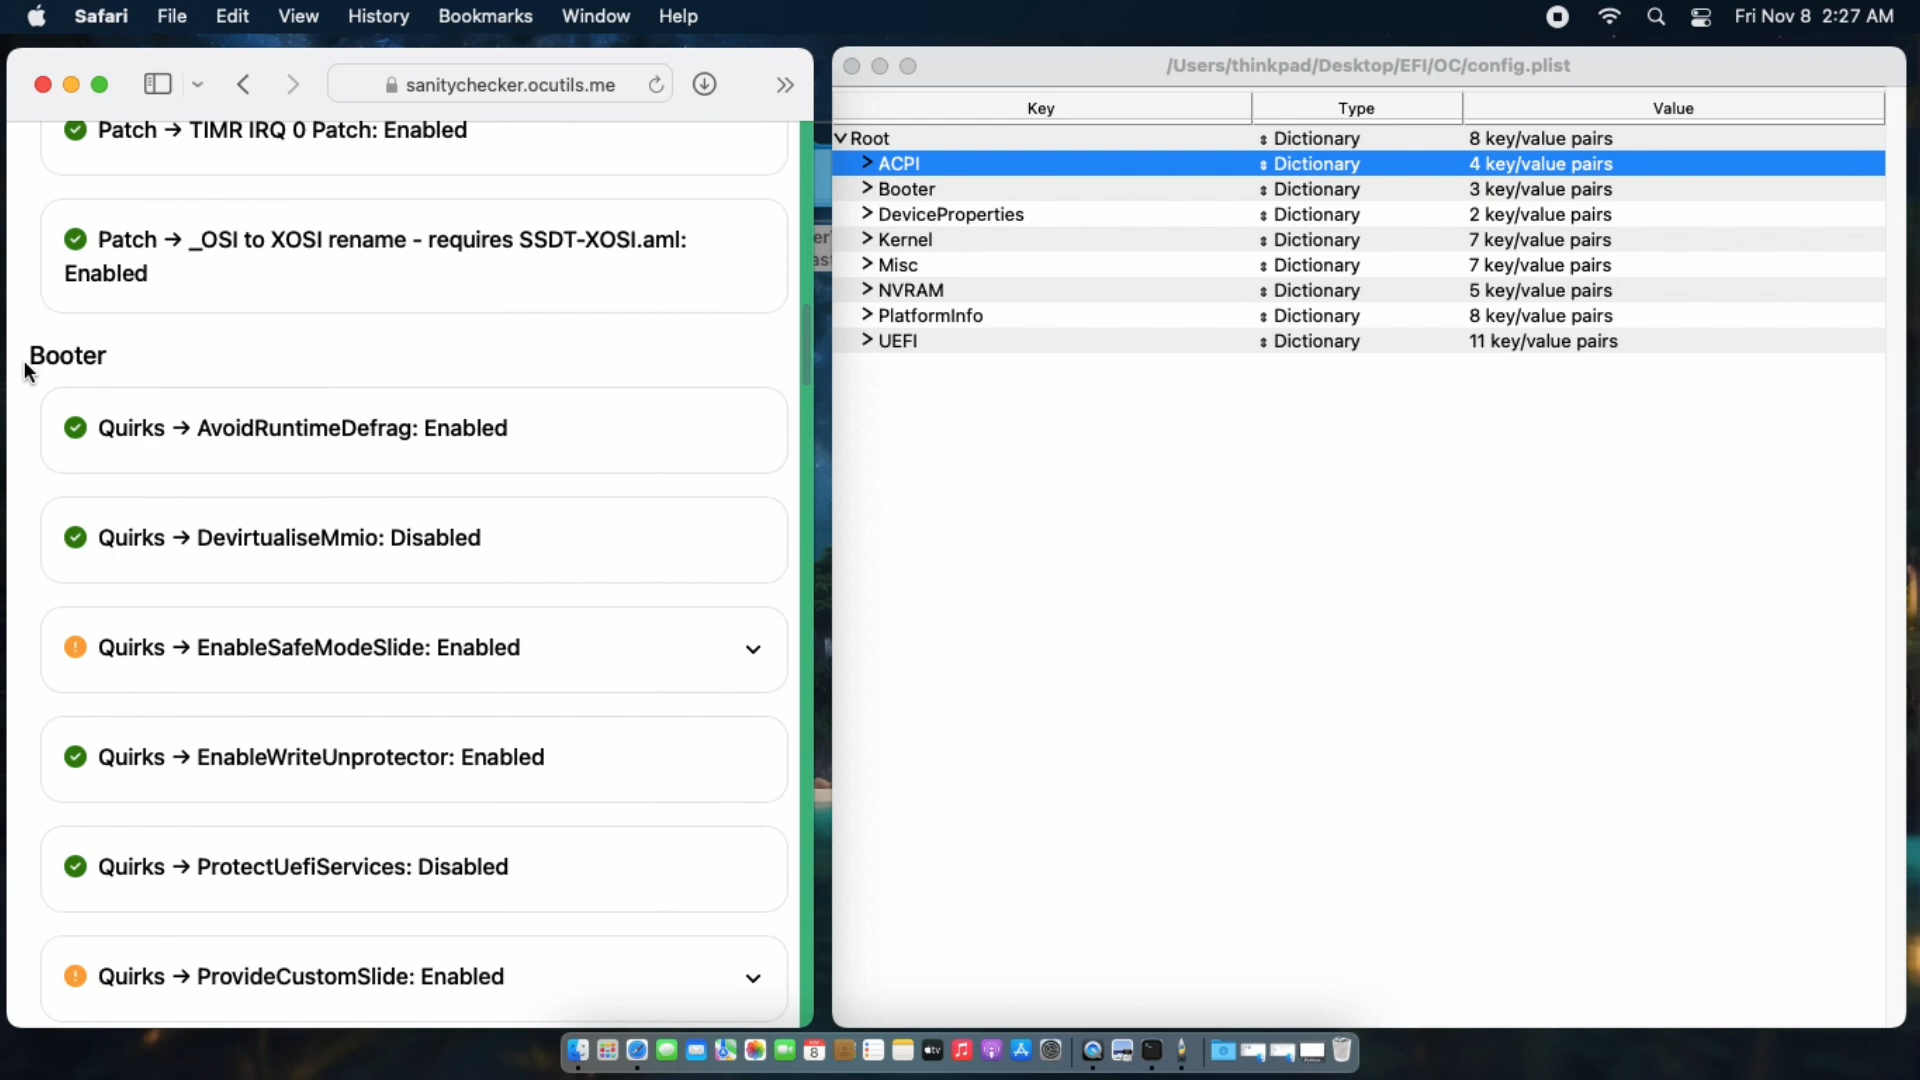 Safari File Edit View History Bookmarks Window Help Fri Nov 8 2:27 AM
sanitychecker.ocutils.me
Patch → TIMR IRQ 0 Patch: Enabled
Patch → _OSI to XOSI rename - requires SSDT-XOSI.aml:
Enabled
Booter
Quirks → AvoidRuntimeDefrag: Enabled
Quirks → DevirtualiseMmio: Disabled
Quirks → EnableSafeModeSlide: Enabled
Quirks → EnableWriteUnprotector: Enabled
Quirks → ProtectUefiServices: Disabled
Quirks → ProvideCustomSlide: Enabled
/Users/thinkpad/Desktop/EFI/OC/config.plist
Key Type Value
Root Dictionary 8 key/value pairs
ACPI Dictionary 4 key/value pairs
Booter Dictionary 3 key/value pairs
DeviceProperties Dictionary 2 key/value pairs
Kernel Dictionary 7 key/value pairs
Misc Dictionary 7 key/value pairs
NVRAM Dictionary 5 key/value pairs
PlatformInfo Dictionary 8 key/value pairs
UEFI Dictionary 11 key/value pairs
8
tv